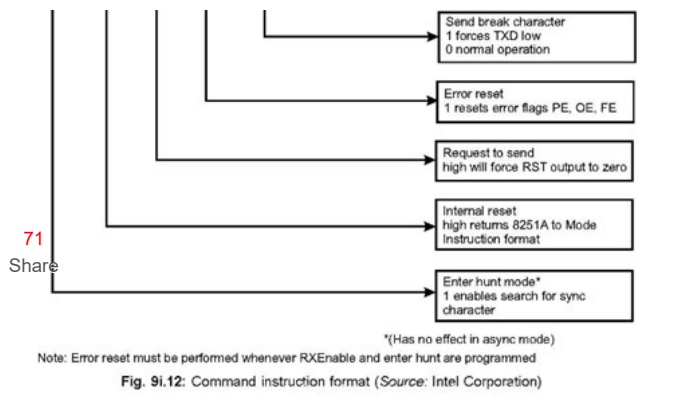 Send break character
1 forces TXD low
0 normal operation
Error reset
1 resets error flags PE, OE, FE
Request to send
high will force RST output to zero
Internal reset
high returns 8251A to Mode
Instruction format
71
Share
Enter hunt mode*
1 enables search for sync
character
*(Has no effect in async mode)
Note: Error reset must be performed whenever RXEnable and enter hunt are programmed
Fig. 9i.12: Command instruction format (Source: Intel Corporation)